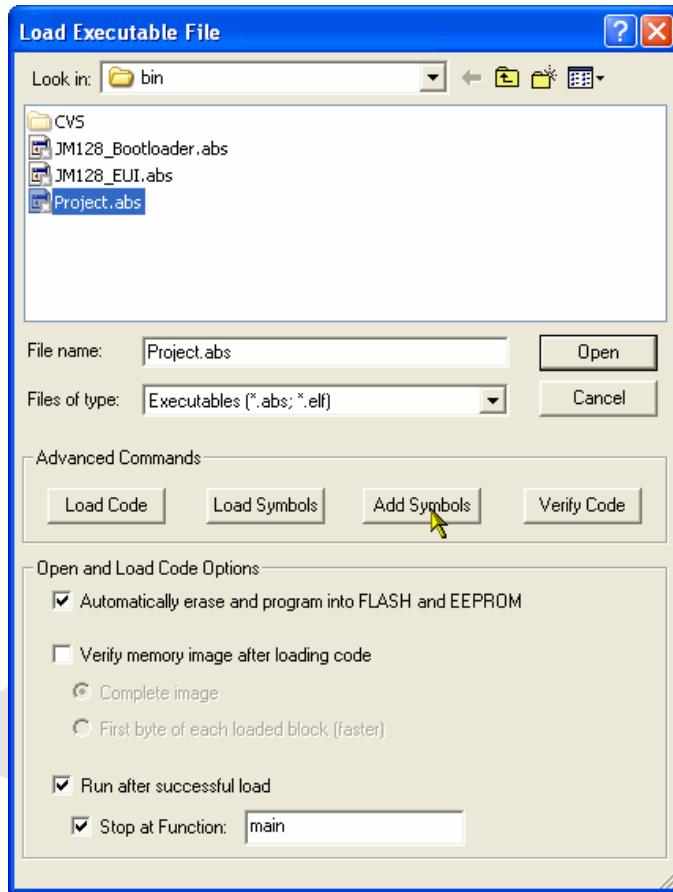 Load Executable File
Look in: bin
CVS
JM128_Bootloader.abs
JM128_EUI.abs
Project.abs
File name: Project.abs Open
Files of type: Executables (*.abs; *.elf) Cancel
Advanced Commands
Load Code Load Symbols Add Symbols Verify Code
Open and Load Code Options
Automatically erase and program into FLASH and EEPROM
Verify memory image after loading code
Complete image
First byte of each loaded block (faster)
Run after successful load
Stop at Function: main